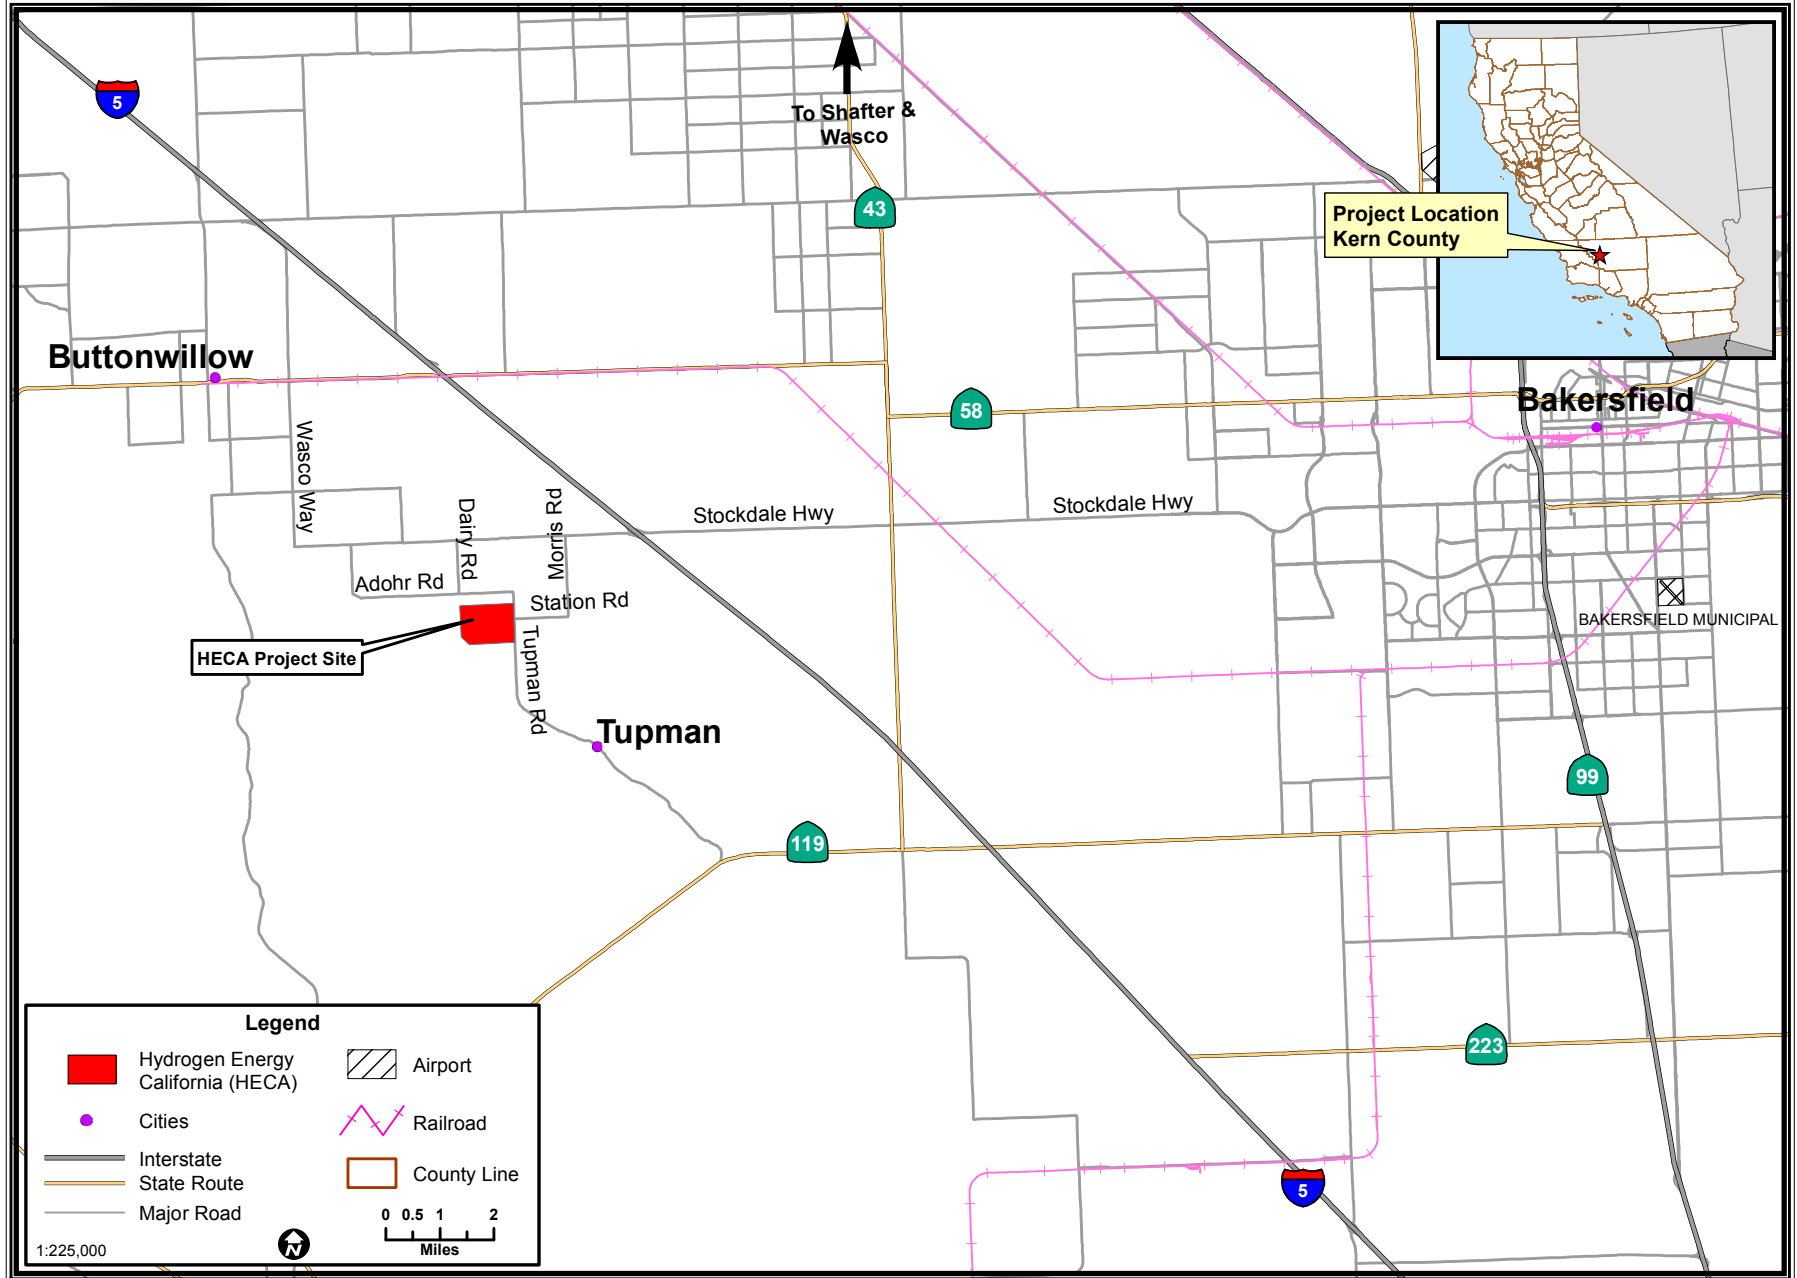 5
To Shafter &
Wasco
43
Project Location
Kern County
Buttonwillow
58
Bakersfield
Wasco Way
Dairy Rd
Morris Rd
Stockdale Hwy
Stockdale Hwy
Adohr Rd
Station Rd
BAKERSFIELD MUNICIPAL
HECA Project Site
Tupman Rd
Tupman
99
119
223
5
Legend
Hydrogen Energy
California (HECA)
Airport
Cities
Railroad
Interstate
State Route
County Line
Major Road
0 0.5 1 2
Miles
1:225,000
N